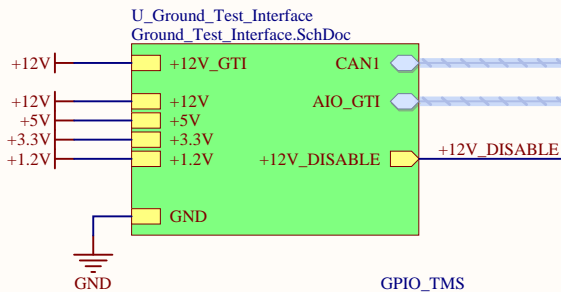 U_Ground_Test_Interface
Ground_Test_Interface.SchDoc
+12V +12V_GTI CAN1
+12V +12V AIO_GTI
+5V +5V
+3.3V +3.3V
+1.2V +1.2V +12V_DISABLE +12V_DISABLE
GND
GND GPIO_TMS